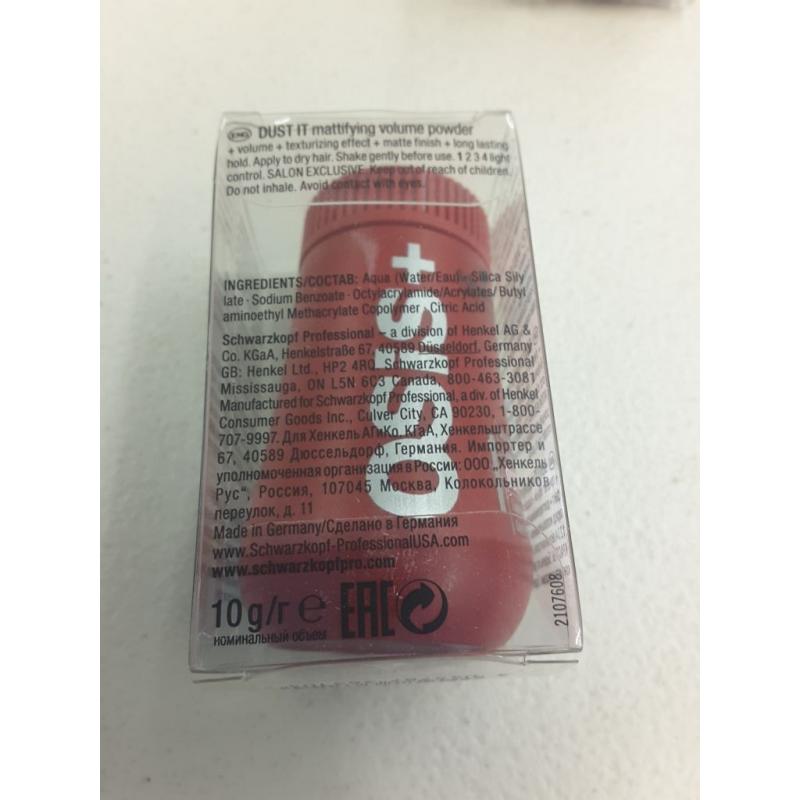 ENG DUST IT mattifying volume powder
+ volume + texturizing effect + matte finish + long lasting
hold. Apply to dry hair. Shake gently before use. 1 2 3 4 light
control. SALON EXCLUSIVE. Keep out of reach of children.
Do not inhale. Avoid contact with eyes.
INGREDIENTS/СОСТАВ: Aqua (Water/Eau) · Silica Sily
late · Sodium Benzoate · Octylacrylamide/Acrylates/ Butyl
aminoethyl Methacrylate Copolymer · Citric Acid
Schwarzkopf Professional – a division of Henkel AG &
Co. KGaA, Henkelstraße 67, 40589 Düsseldorf, Germany·
GB: Henkel Ltd., HP2 4RQ. Schwarzkopf Professional
Mississauga, ON L5N 6C3 Canada, 800-463-3081
Manufactured for Schwarzkopf Professional, a div. of Henkel
Consumer Goods Inc., Culver City, CA 90230, 1-800-
707-9997. Для Хенкель АГиКо. КГаА, Хенкельштрассе
67, 40589 Дюссельдорф, Германия. Импортер и
уполномоченная организация в России: ООО „Хенкель
Рус“, Россия, 107045 Москва, Колокольников
переулок, д. 11
Made in Germany/Сделано в Германия
www.Schwarzkopf-ProfessionalUSA.com
www.schwarzkopfpro.com
10 g/г e EAC
номинальный объем
2107608
OSiS+